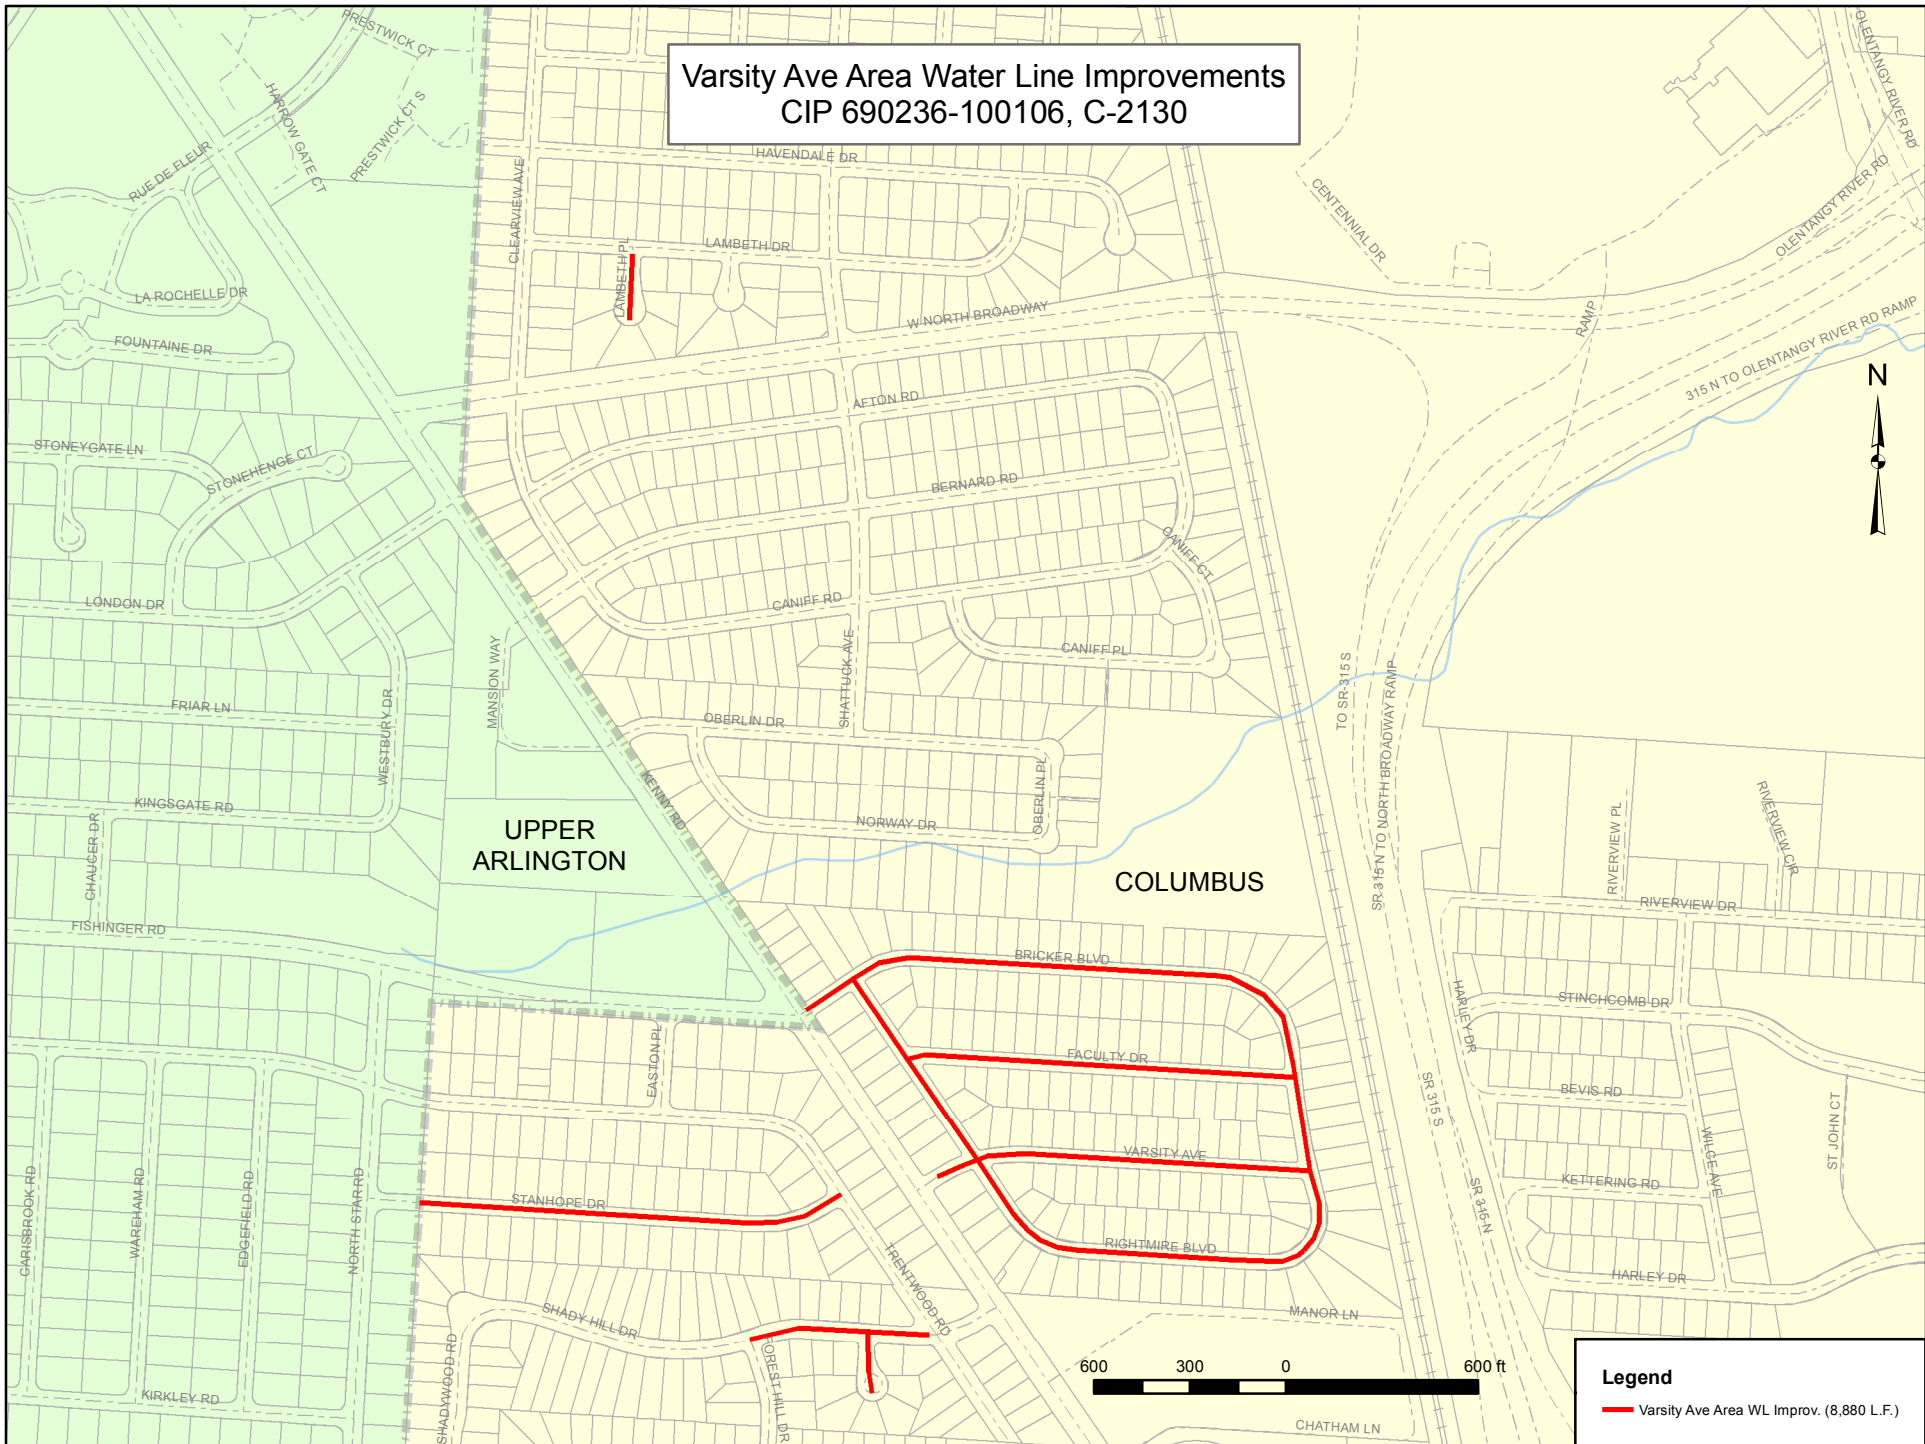 Varsity Ave Area Water Line Improvements
CIP 690236-100106, C-2130
PRESTWICK CT
HARROW GATE CT
PRESTWICK CT S
RUE DE FLEUR
LA ROCHELLE DR
FOUNTAINE DR
STONEYGATE LN
STONEHENGE CT
LONDON DR
FRIAR LN
WESTBURY DR
KINGSGATE RD
CHAUCER DR
FISHINGER RD
MANSION WAY
UPPER
ARLINGTON
HAVENDALE DR
CLEARVIEW AVE
LAMBETH PL
LAMBETH DR
W NORTH BROADWAY
AFTON RD
BERNARD RD
CANIFF CT
CANIFF RD
CANIFF PL
SHATTUCK AVE
OBERLIN DR
OBERLIN PL
NORWAY DR
KENNY RD
COLUMBUS
CENTENNIAL DR
OLENTANGY RIVER RD
OLENTANGY RIVER RD
RAMP
315 N TO OLENTANGY RIVER RD RAMP
N
TO SR-315 S
SR 315 N TO NORTH BROADWAY RAMP
RIVERVIEW PL
RIVERVIEW CIR
RIVERVIEW DR
STINCHCOMB DR
HARLEY DR
BEVIS RD
WILCE AVE
ST JOHN CT
KETTERING RD
HARLEY DR
SR 315 S
SR 315 N
BRICKER BLVD
FACULTY DR
VARSITY AVE
RIGHTMIRE BLVD
MANOR LN
CHATHAM LN
EASTON PL
STANHOPE DR
TRENTWOOD RD
SHADY HILL DR
FOREST HILL DR
SHADYWOOD RD
CARISBROOK RD
WAREHAM RD
EDGEFIELD RD
NORTH STAR RD
KIRKLEY RD
600 300 0 600 ft
Legend
Varsity Ave Area WL Improv. (8,880 L.F.)